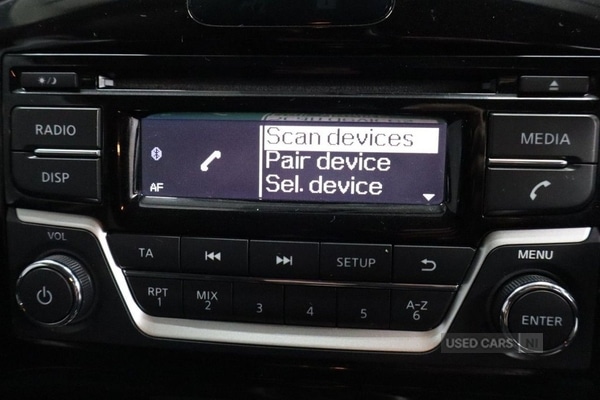 RADIO
DISP
Scan devices
Pair device
Sel. device
AF
MEDIA
VOL
TA
SETUP
MENU
RPT
1
MIX
2
3
4
5
A-Z
6
ENTER
USED CARS NI